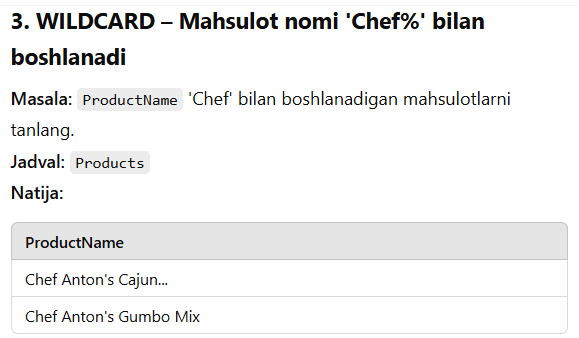 3. WILDCARD – Mahsulot nomi 'Chef%' bilan
boshlanadi
Masala: ProductName 'Chef' bilan boshlanadigan mahsulotlarni
tanlang.
Jadval: Products
Natija:
ProductName
Chef Anton's Cajun...
Chef Anton's Gumbo Mix